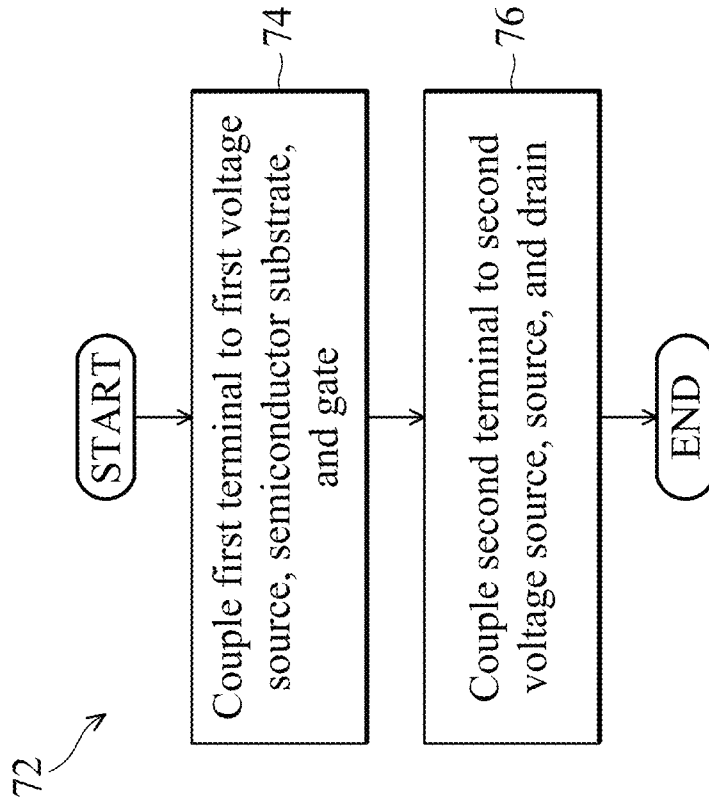 72
START
Couple first terminal to first voltage
source, semiconductor substrate,
and gate
74
Couple second terminal to second
voltage source, source, and drain
76
END